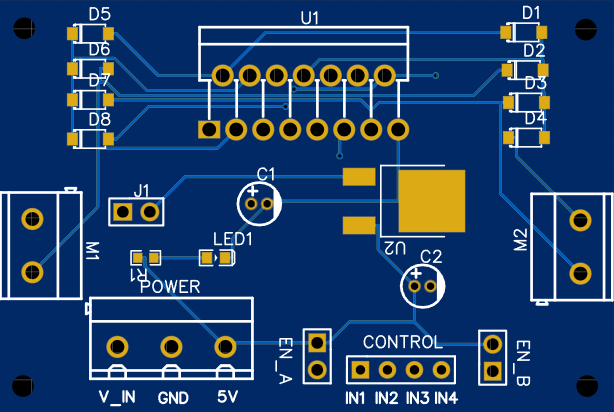 D5
U1
D1
D6
D2
D7
D3
D8
D4
J1
C1
M1
LED1
U2
M2
R1
C2
POWER
EN_A
CONTROL
EN_B
V_IN GND 5V
IN1 IN2 IN3 IN4